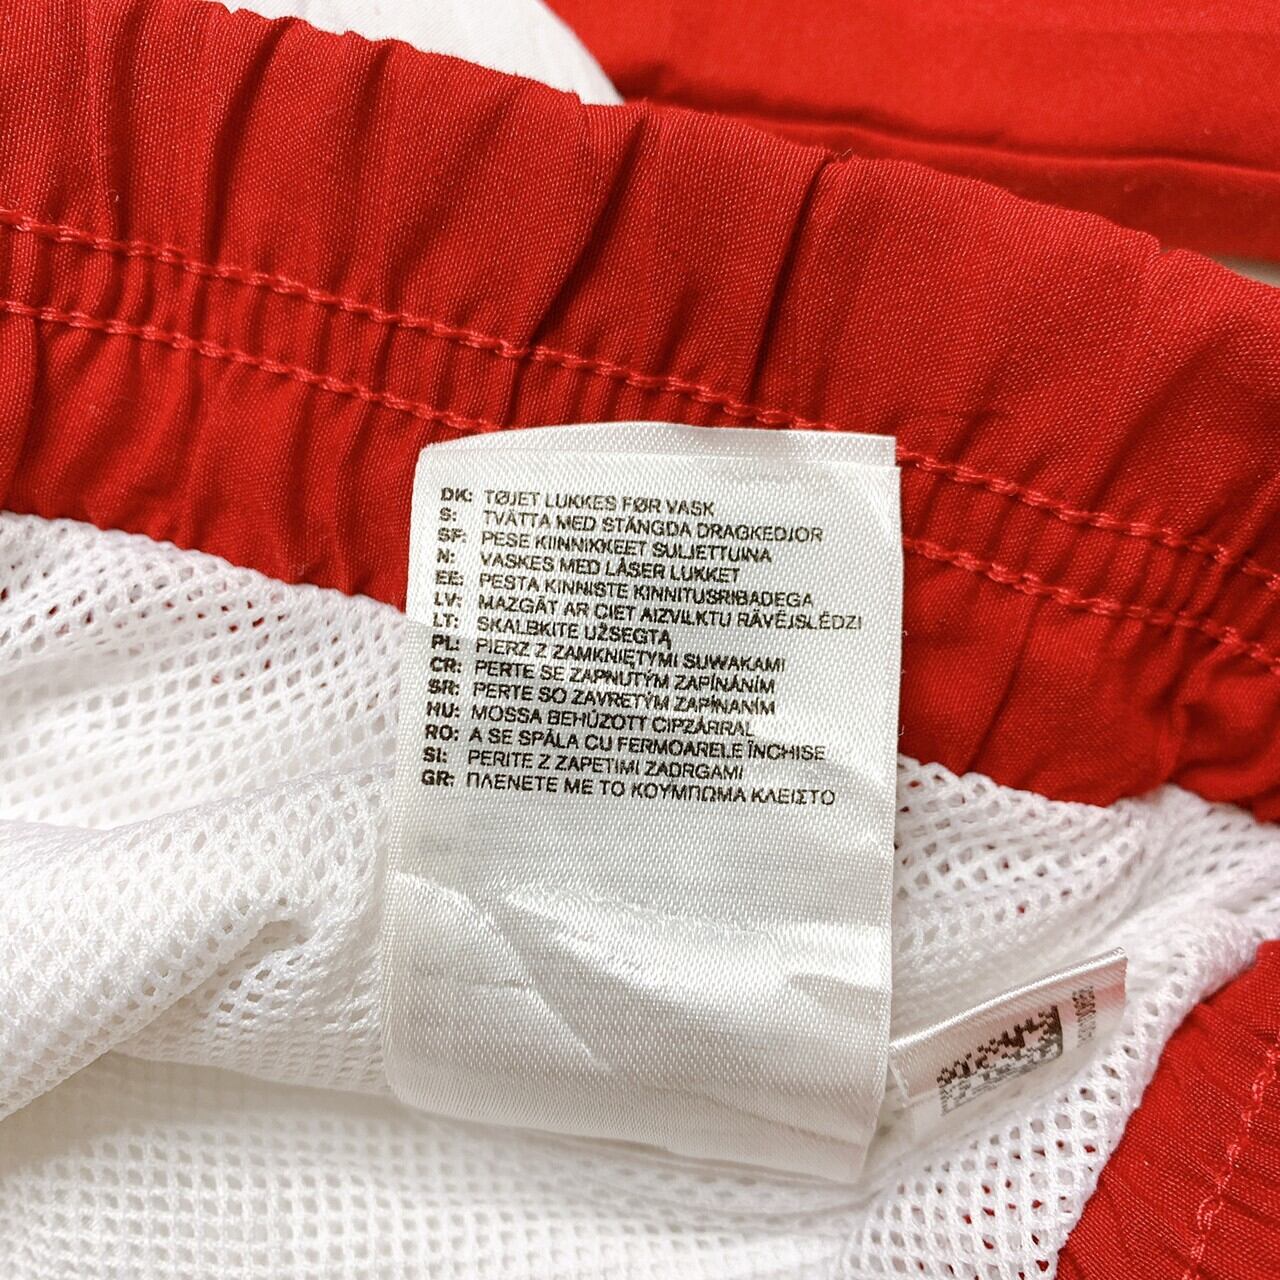 DK: TØJET LUKKES FØR VASK
S: TVÄTTA MED STÄNGDA DRAGKEDJOR
SF: PESE KIINNIKKEET SULJETTUINA
N: VASKES MED LÅSER LUKKET
EE: PESTA KINNISTE KINNITUSRIBADEGA
LV: MAZGĀT AR CIET AIZVILKTU RĀVĒJSLĒDZI
LT: SKALBKITE UŽSEGTĄ
PL: PIERZ Z ZAMKNIĘTYMI SUWAKAMI
CR: PERTE SE ZAPNUTÝM ZAPÍNÁNÍM
SR: PERTE SO ZAVRETÝM ZAPÍNANÍM
HU: MOSSA BEHÚZOTT CIPZÁRRAL
RO: A SE SPĂLA CU FERMOARELE ÎNCHISE
SI: PERITE Z ZAPETIMI ZADRGAMI
GR: ΠΛΕΝΕΤΕ ΜΕ ΤΟ ΚΟΥΜΠΩΜΑ ΚΛΕΙΣΤΟ